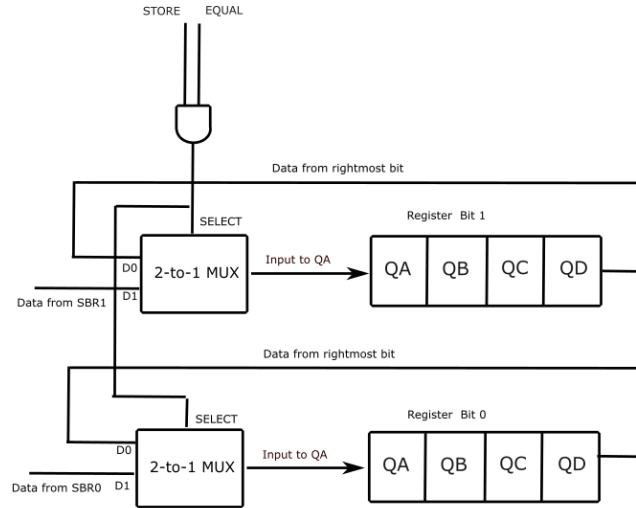 STORE EQUAL
Data from rightmost bit
SELECT
Register Bit 1
D0
2-to-1 MUX
Input to QA
QA QB QC QD
Data from SBR1
D1
Data from rightmost bit
SELECT
Register Bit 0
D0
2-to-1 MUX
Input to QA
QA QB QC QD
Data from SBR0
D1